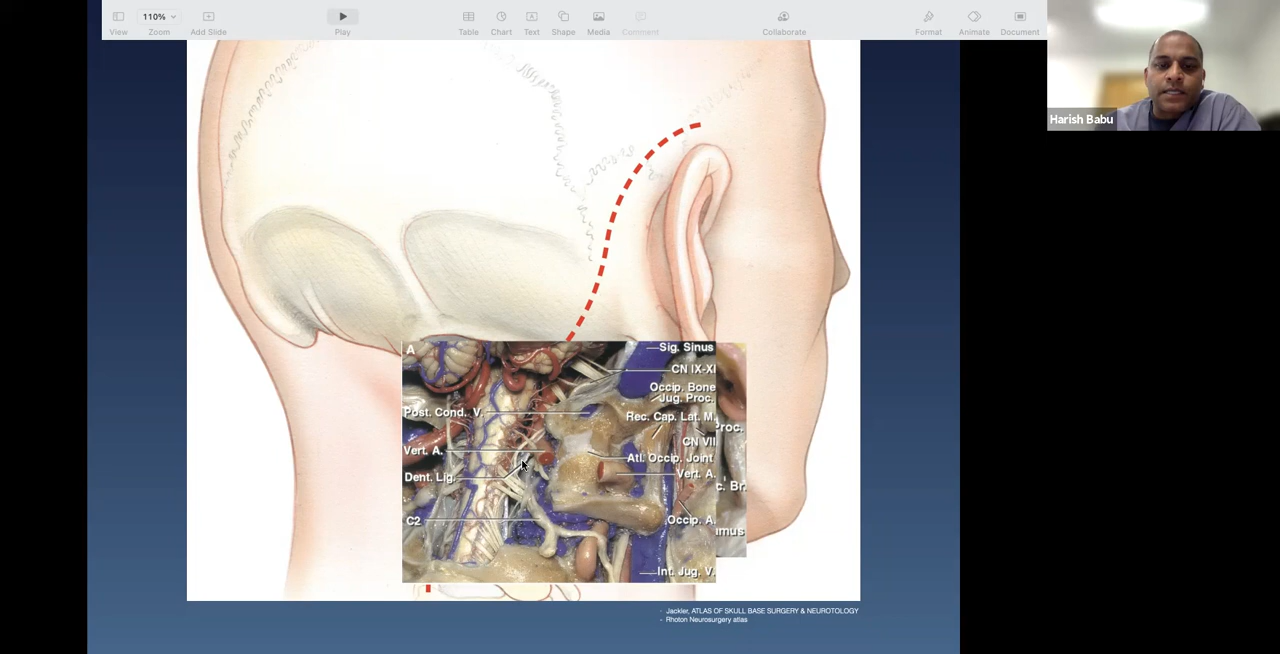 110%
View
Zoom
Add Slide
Play
Table
Chart
Text
Shape
Media
Comment
Collaborate
Format
Animate
Document
Harish Babu
A
Sig. Sinus
CN IX-XI
Occip. Bone
Jug. Proc.
Post. Cond. V.
Rec. Cap. Lat. M.
Proc.
CN VII
Vert. A.
Atl. Occip. Joint
Dent. Lig.
Vert. A.
c. Br.
C2
Occip. A.
amus
Int. Jug. V.
- Jackler, ATLAS OF SKULL BASE SURGERY & NEUROTOLOGY
- Rhoton Neurosurgery atlas